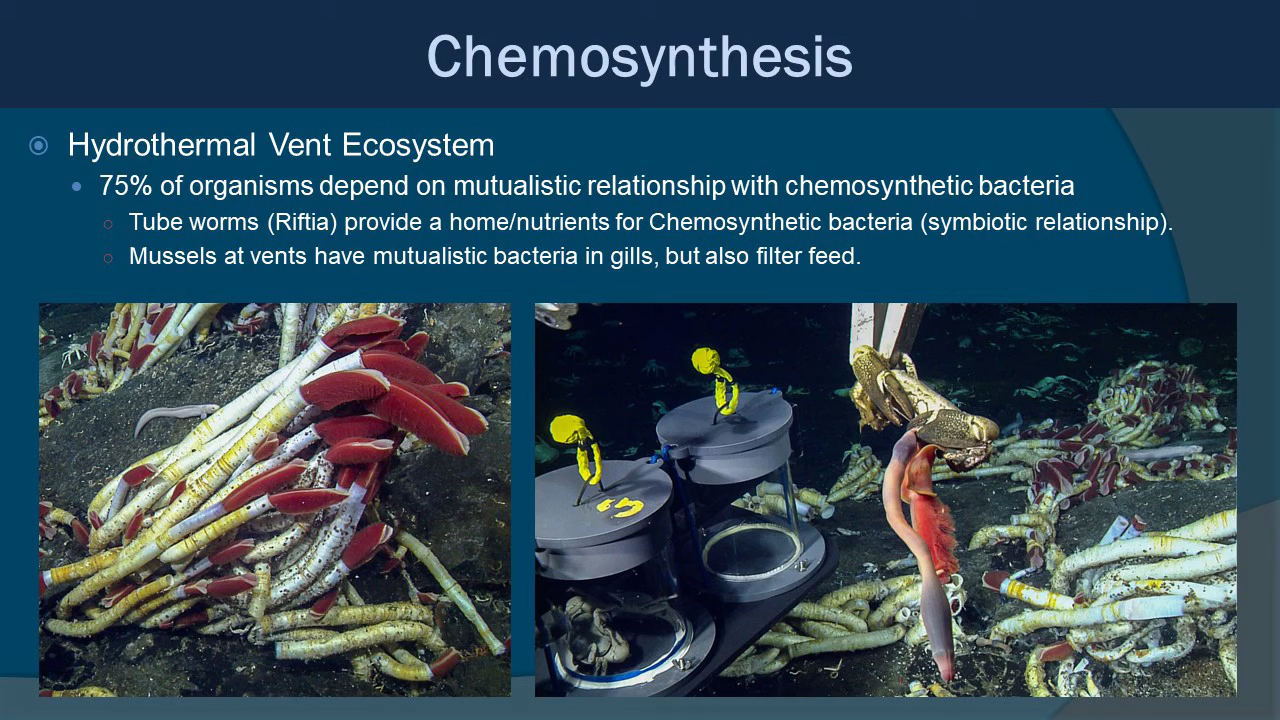 Chemosynthesis
Hydrothermal Vent Ecosystem
75% of organisms depend on mutualistic relationship with chemosynthetic bacteria
Tube worms (Riftia) provide a home/nutrients for Chemosynthetic bacteria (symbiotic relationship).
Mussels at vents have mutualistic bacteria in gills, but also filter feed.